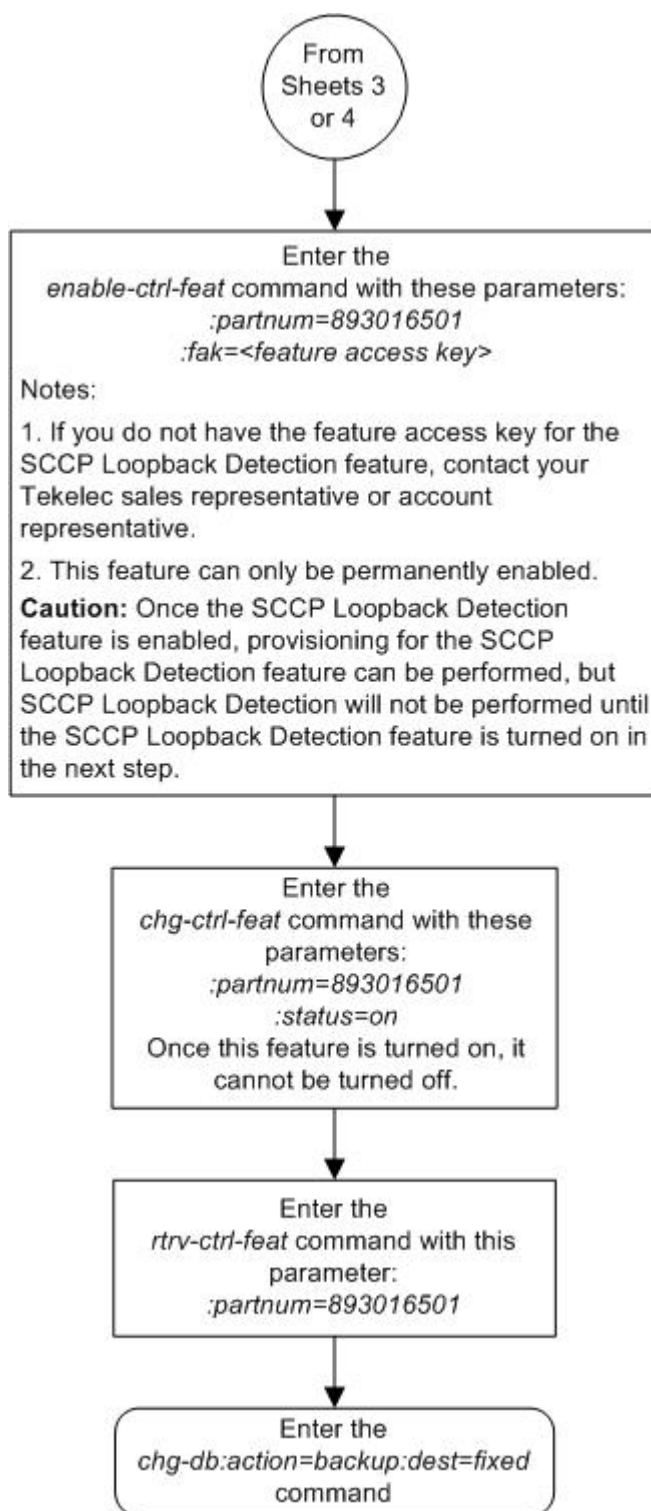 From
Sheets 3
or 4
Enter the
enable-ctrl-feat command with these parameters:
:partnum=893016501
:fak=<feature access key>
Notes:
1. If you do not have the feature access key for the
SCCP Loopback Detection feature, contact your
Tekelec sales representative or account
representative.
2. This feature can only be permanently enabled.
Caution: Once the SCCP Loopback Detection
feature is enabled, provisioning for the SCCP
Loopback Detection feature can be performed, but
SCCP Loopback Detection will not be performed until
the SCCP Loopback Detection feature is turned on in
the next step.
Enter the
chg-ctrl-feat command with these
parameters:
:partnum=893016501
:status=on
Once this feature is turned on, it
cannot be turned off.
Enter the
rtrv-ctrl-feat command with this
parameter:
:partnum=893016501
Enter the
chg-db:action=backup:dest=fixed
command